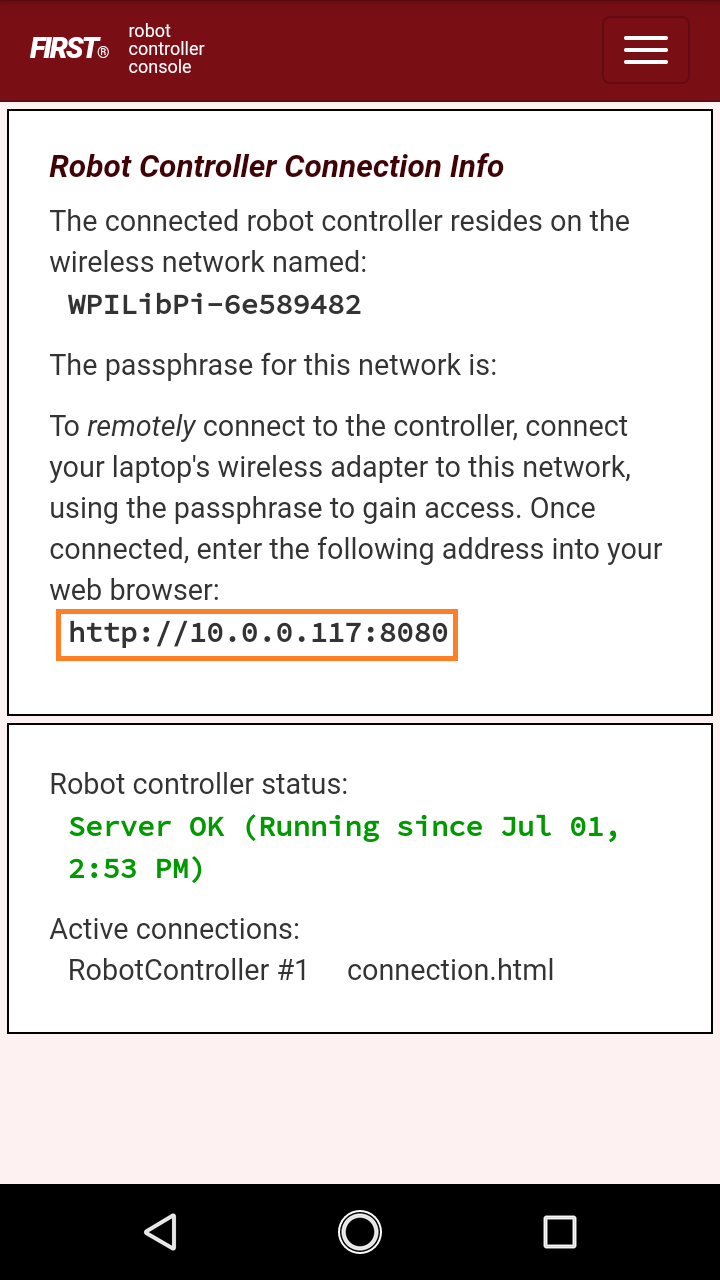 FIRST® robot
controller
console
Robot Controller Connection Info
The connected robot controller resides on the
wireless network named:
WPILibPi-6e589482
The passphrase for this network is:
To remotely connect to the controller, connect
your laptop's wireless adapter to this network,
using the passphrase to gain access. Once
connected, enter the following address into your
web browser:
http://10.0.0.117:8080
Robot controller status:
Server OK (Running since Jul 01,
2:53 PM)
Active connections:
RobotController #1 connection.html